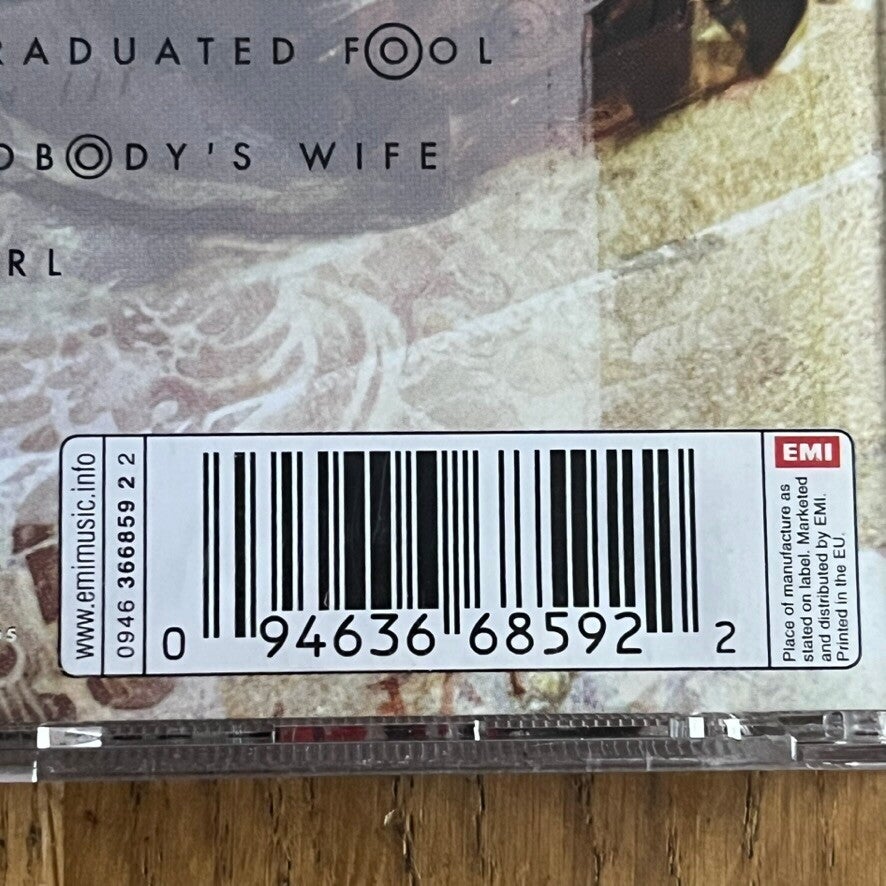 RADUATED FOOL
OBODY'S WIFE
RL
www.emimusic.info
0946 366859 2 2
0 94636 68592 2
EMI
Place of manufacture as
stated on label. Marketed
and distributed by EMI.
Printed in the EU.